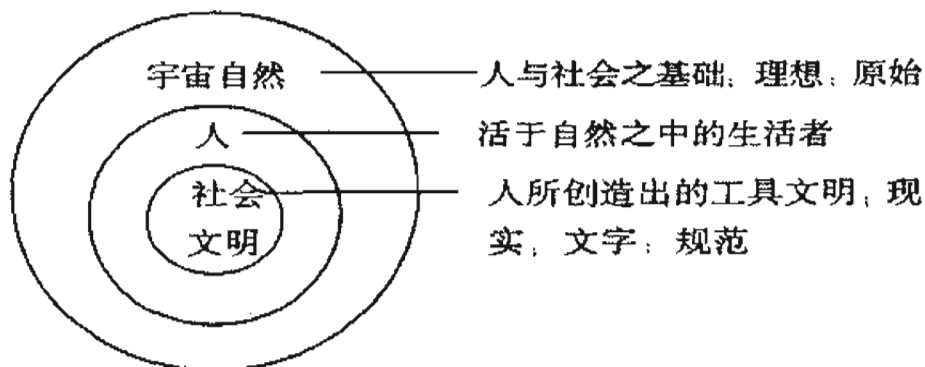 宇宙自然
人与社会之基础；理想；原始
人
活于自然之中的生活者
社会
文明
人所创造出的工具文明；现
实；文字；规范